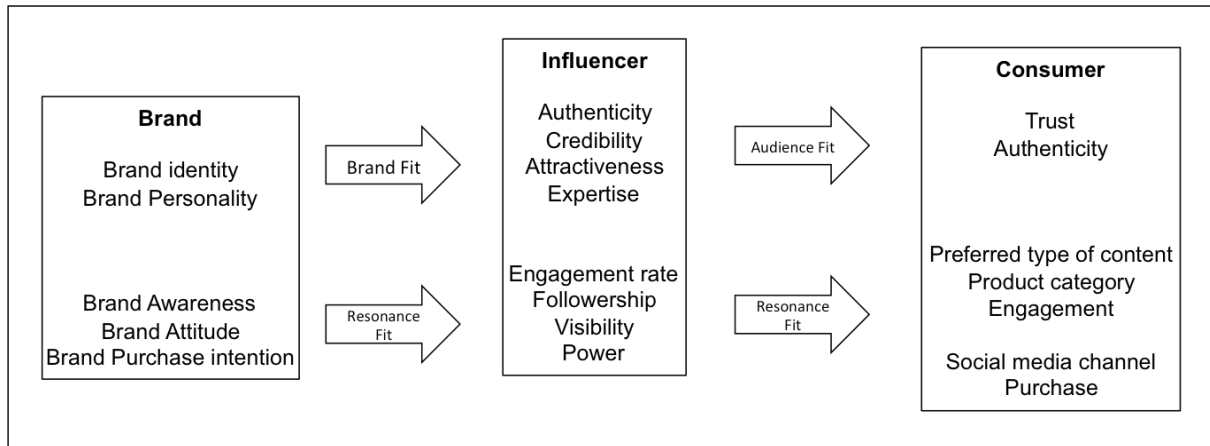 Brand
Brand identity
Brand Personality
Brand Awareness
Brand Attitude
Brand Purchase intention
Brand Fit
Resonance
Fit
Influencer
Authenticity
Credibility
Attractiveness
Expertise
Engagement rate
Followership
Visibility
Power
Audience Fit
Resonance
Fit
Consumer
Trust
Authenticity
Preferred type of content
Product category
Engagement
Social media channel
Purchase